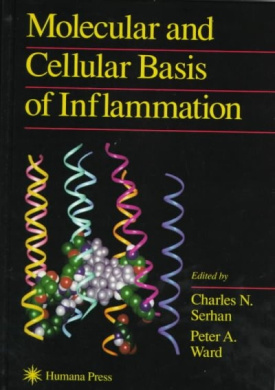 Molecular and
Cellular Basis
of Inflammation
Edited by
Charles N.
Serhan
Peter A.
Ward
Humana Press